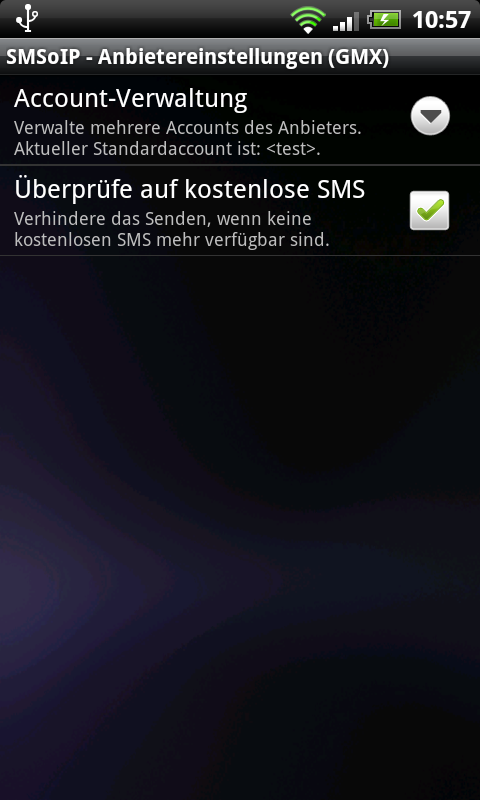 10:57
SMSoIP - Anbietereinstellungen (GMX)
Account-Verwaltung
Verwalte mehrere Accounts des Anbieters.
Aktueller Standardaccount ist: <test>.
Überprüfe auf kostenlose SMS
Verhindere das Senden, wenn keine
kostenlosen SMS mehr verfügbar sind.